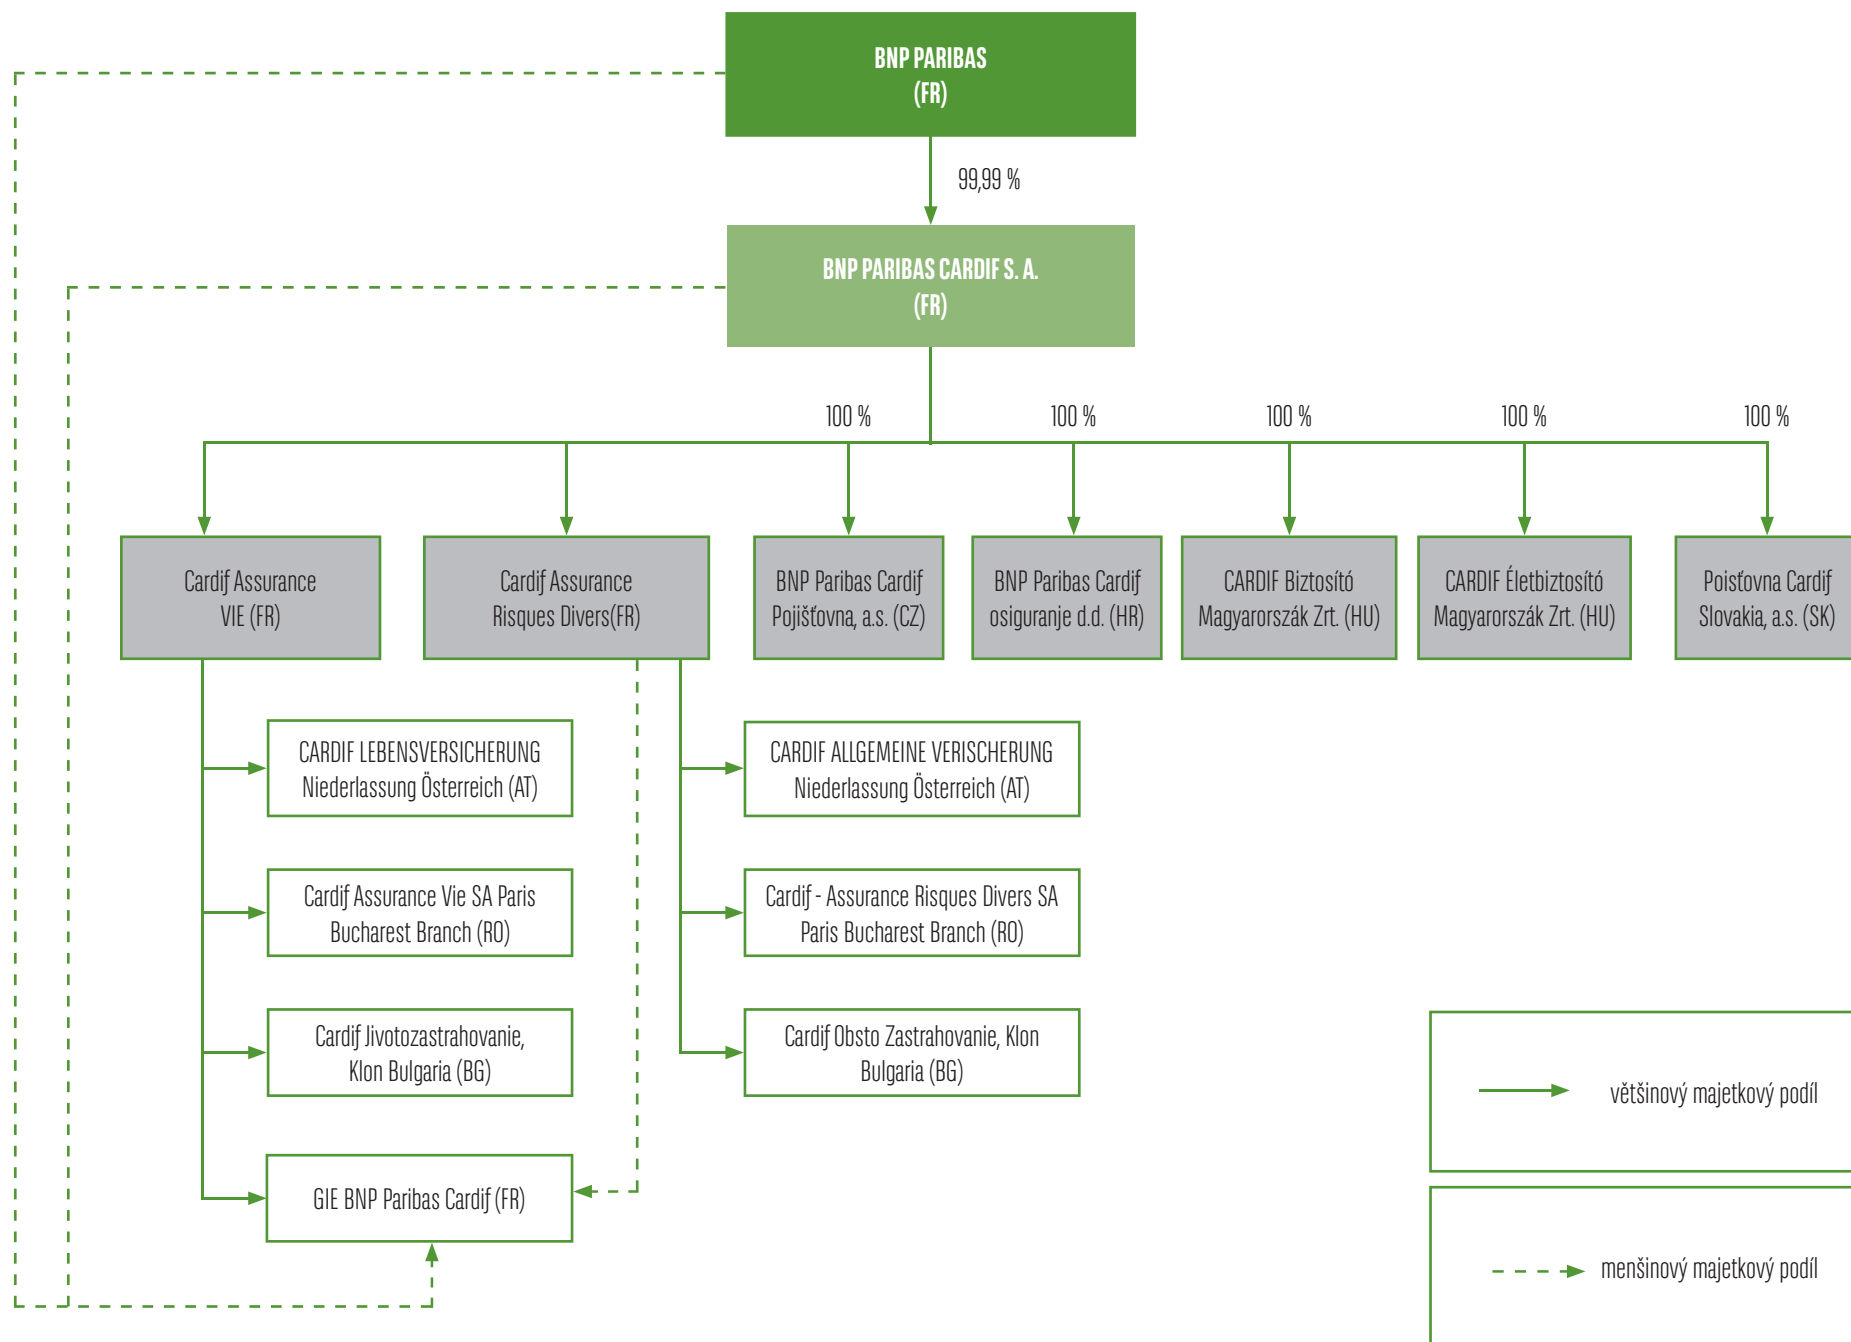 BNP PARIBAS
(FR)
99,99 %
BNP PARIBAS CARDIF S. A.
(FR)
100 %
100 %
100 %
100 %
100 %
Cardif Assurance
VIE (FR)
Cardif Assurance
Risques Divers(FR)
BNP Paribas Cardif
Pojišťovna, a.s. (CZ)
BNP Paribas Cardif
osiguranje d.d. (HR)
CARDIF Biztosító
Magyarorszák Zrt. (HU)
CARDIF Életbiztosító
Magyarorszák Zrt. (HU)
Poisťovna Cardif
Slovakia, a.s. (SK)
CARDIF LEBENSVERSICHERUNG
Niederlassung Österreich (AT)
CARDIF ALLGEMEINE VERISCHERUNG
Niederlassung Österreich (AT)
Cardif Assurance Vie SA Paris
Bucharest Branch (RO)
Cardif - Assurance Risques Divers SA
Paris Bucharest Branch (RO)
Cardif Jivotozastrahovanie,
Klon Bulgaria (BG)
Cardif Obsto Zastrahovanie, Klon
Bulgaria (BG)
GIE BNP Paribas Cardif (FR)
většinový majetkový podíl
menšinový majetkový podíl